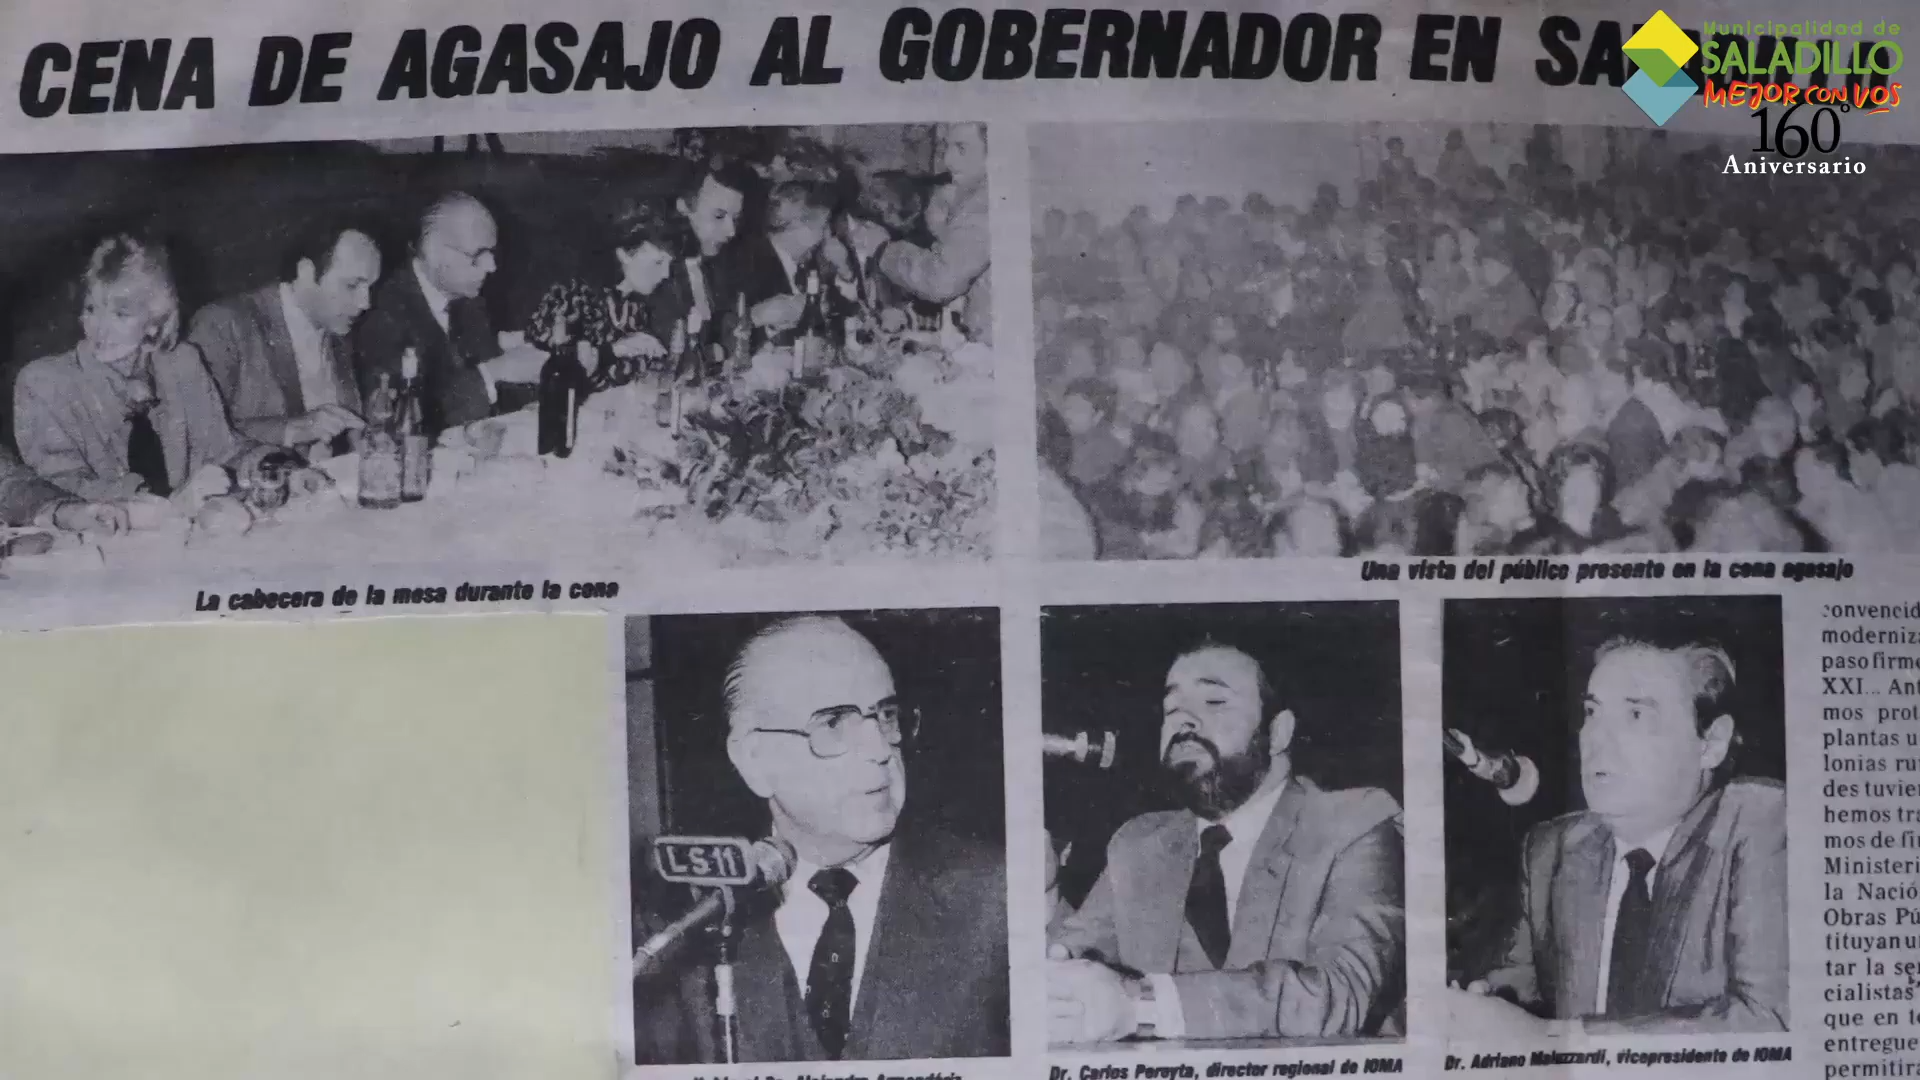 CENA DE AGASAJO AL GOBERNADOR EN
Municipalidad de
SALADILLO
MEJOR CON VOS
160°
Aniversario
La cabecera de la mesa durante la cena
Una vista del público presente en la cena agasajo
LS11
Dr. Carlos Pereyta, director regional de IOMA
Dr. Adriano Maluzzardi, vicepresidente de IOMA
convencid
moderniz
paso firme
XXI... Ant
mos prot
plantas u
lonias ru
des tuvier
hemos tra
mos de fi
Ministeri
la Nació
Obras Pú
tituyan u
tar la se
cialistas
que en te
entregue
permitir